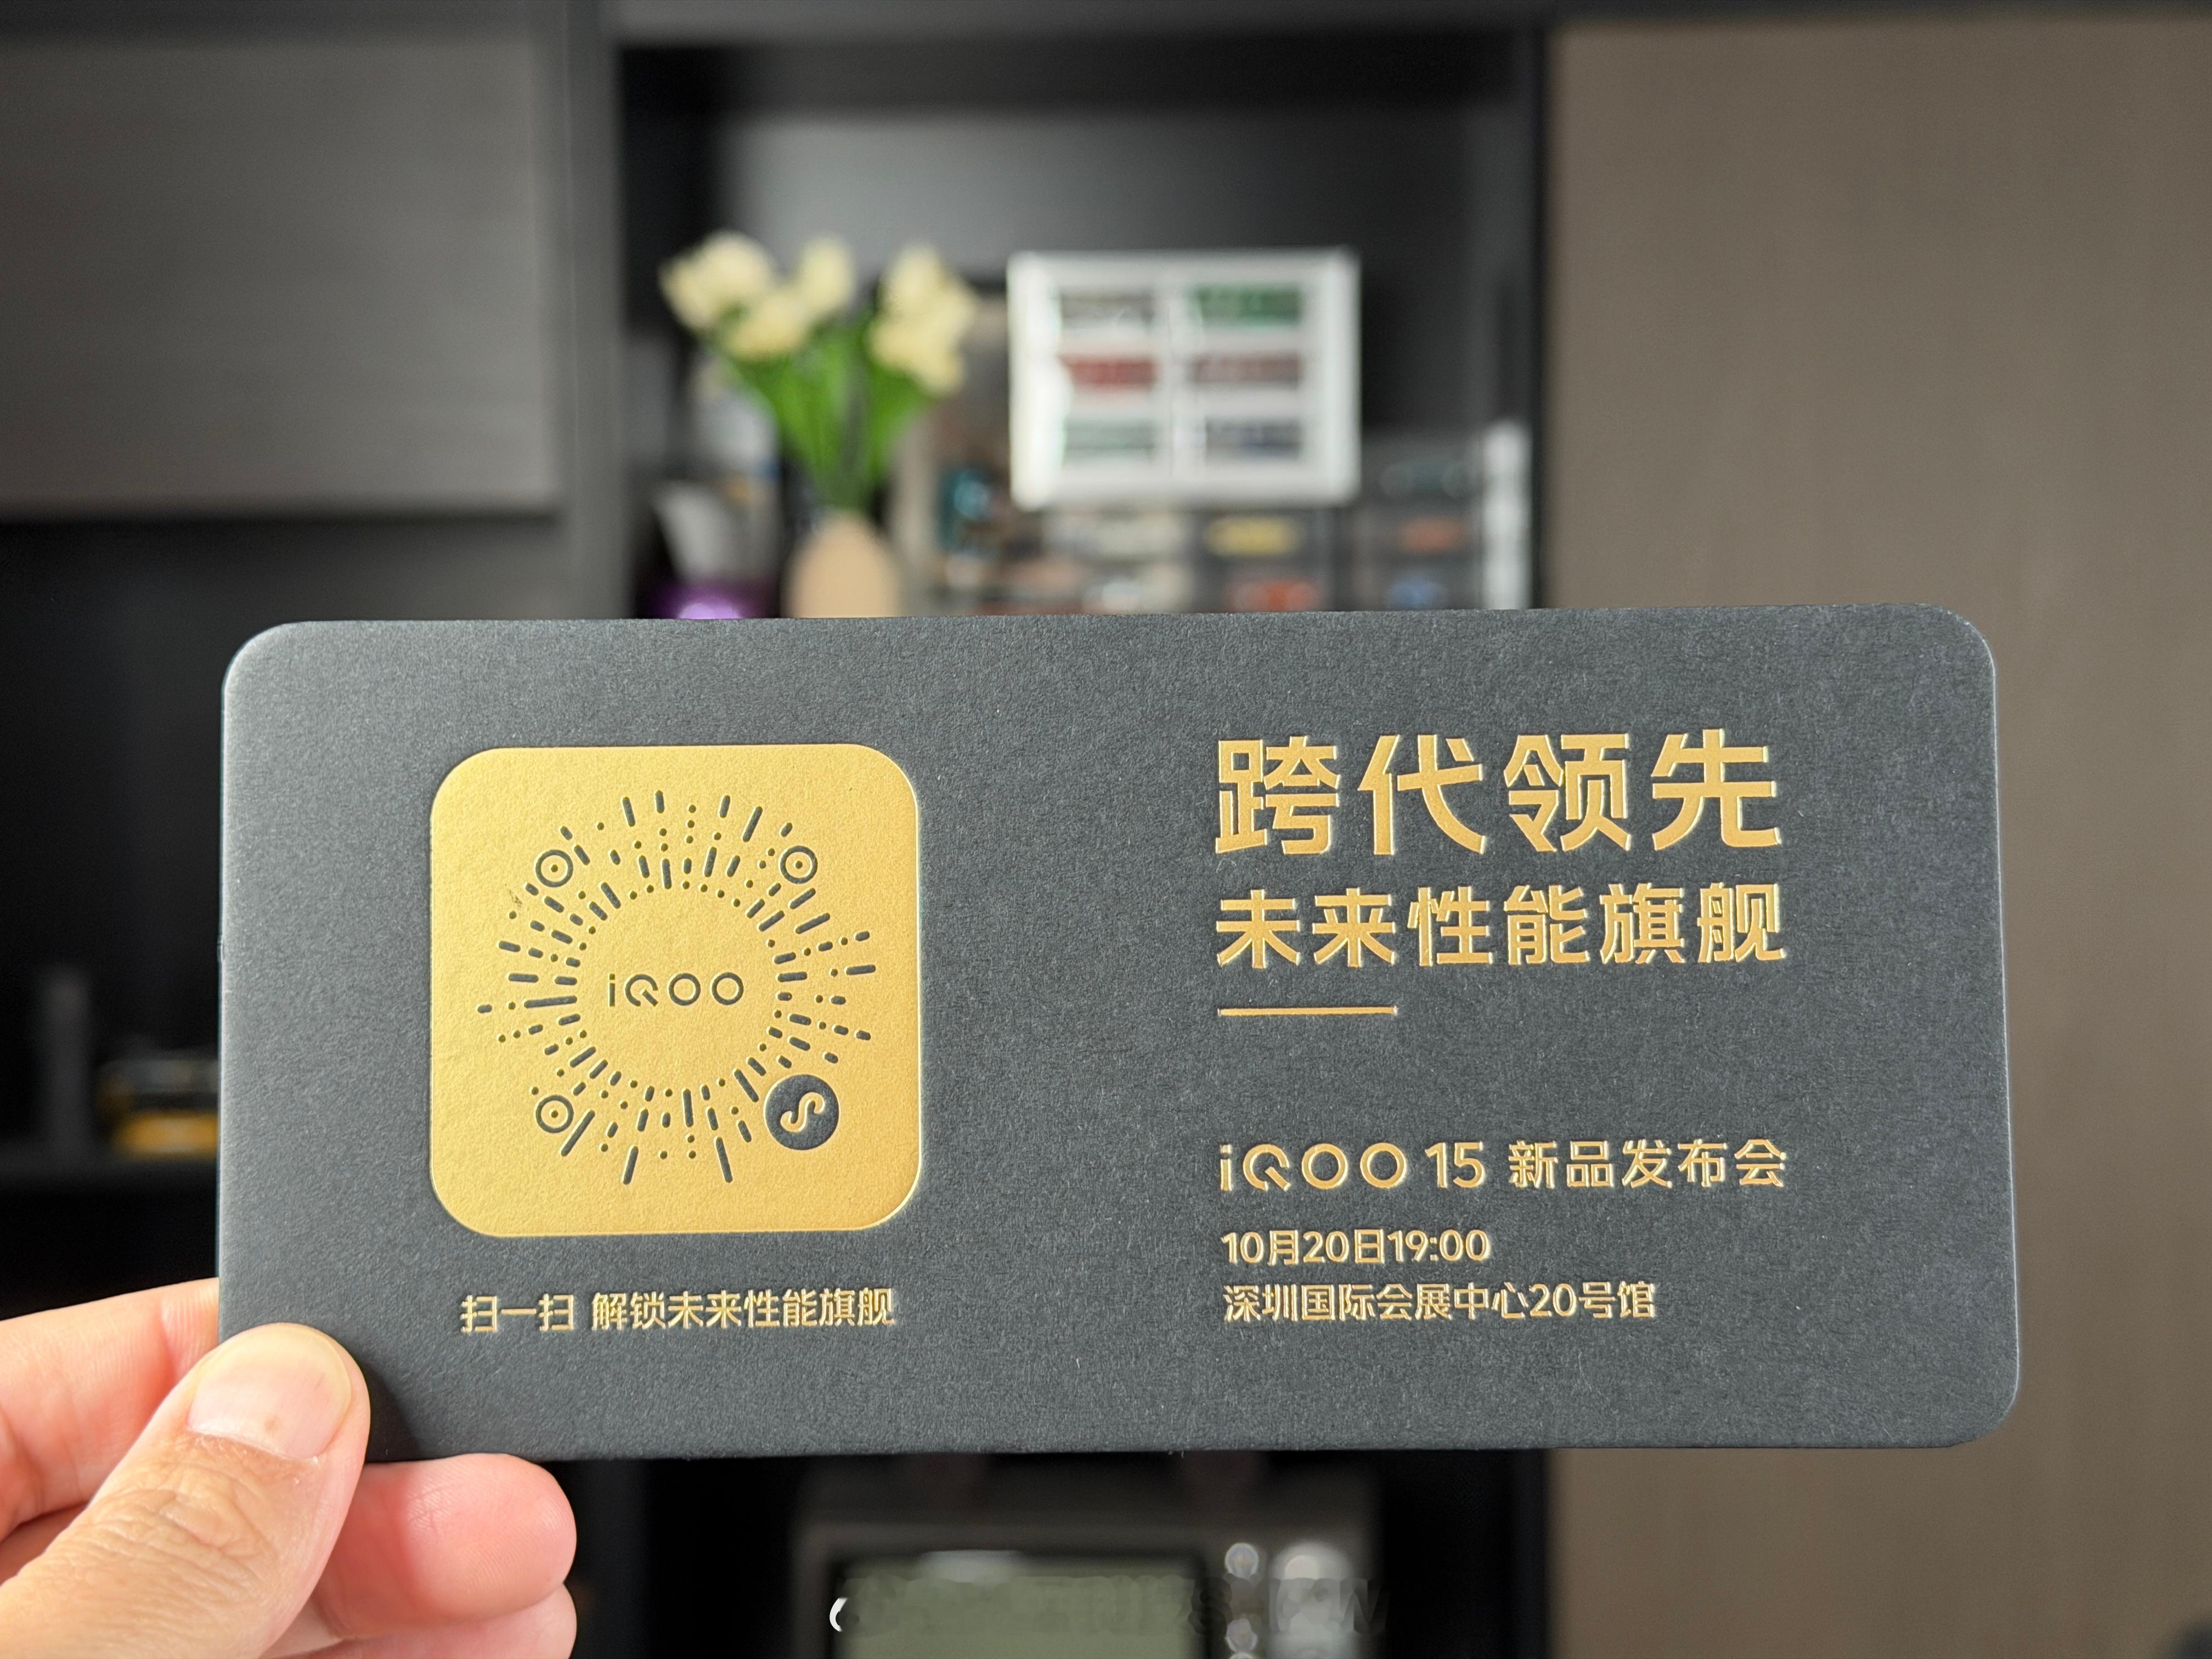 iQOO
扫一扫 解锁未来性能旗舰
跨代领先
未来性能旗舰
iQOO 15 新品发布会
10月20日19:00
深圳国际会展中心20号馆